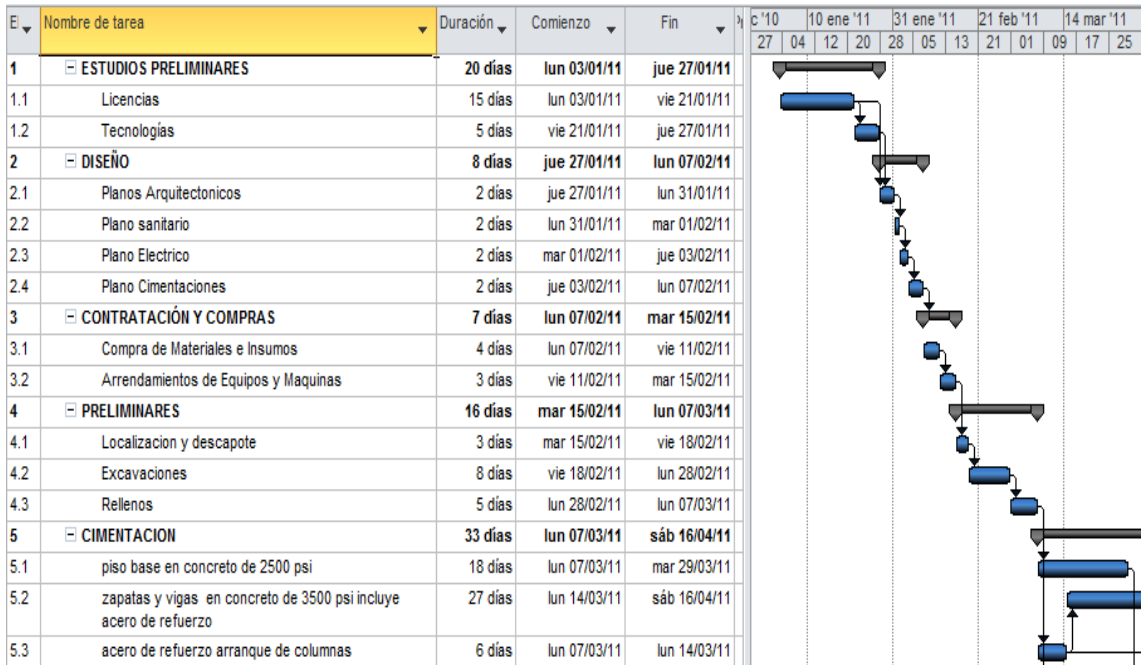 El Nombre de tarea Duración Comienzo Fin
c '10 10 ene '11 31 ene '11 21 feb '11 14 mar '11
27 04 12 20 28 05 13 21 01 09 17 25
1 ESTUDIOS PRELIMINARES 20 días lun 03/01/11 jue 27/01/11
1.1 Licencias 15 días lun 03/01/11 vie 21/01/11
1.2 Tecnologías 5 días vie 21/01/11 jue 27/01/11
2 DISEÑO 8 días jue 27/01/11 lun 07/02/11
2.1 Planos Arquitectonicos 2 días jue 27/01/11 lun 31/01/11
2.2 Plano sanitario 2 días lun 31/01/11 mar 01/02/11
2.3 Plano Electrico 2 días mar 01/02/11 jue 03/02/11
2.4 Plano Cimentaciones 2 días jue 03/02/11 lun 07/02/11
3 CONTRATACIÓN Y COMPRAS 7 días lun 07/02/11 mar 15/02/11
3.1 Compra de Materiales e Insumos 4 días lun 07/02/11 vie 11/02/11
3.2 Arrendamientos de Equipos y Maquinas 3 días vie 11/02/11 mar 15/02/11
4 PRELIMINARES 16 días mar 15/02/11 lun 07/03/11
4.1 Localizacion y descapote 3 días mar 15/02/11 vie 18/02/11
4.2 Excavaciones 8 días vie 18/02/11 lun 28/02/11
4.3 Rellenos 5 días lun 28/02/11 lun 07/03/11
5 CIMENTACION 33 días lun 07/03/11 sáb 16/04/11
5.1 piso base en concreto de 2500 psi 18 días lun 07/03/11 mar 29/03/11
5.2 zapatas y vigas en concreto de 3500 psi incluye 27 días lun 14/03/11 sáb 16/04/11
acero de refuerzo
5.3 acero de refuerzo arranque de columnas 6 días lun 07/03/11 lun 14/03/11